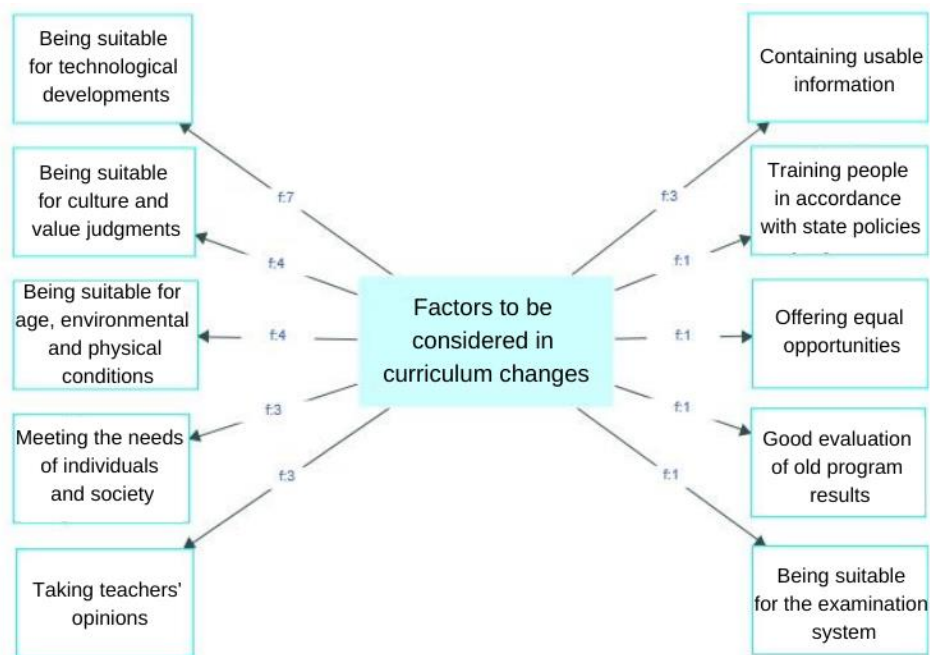 Being suitable
for technological
developments
f:7
Being suitable
for culture and
value judgments
f:4
Being suitable for
age, environmental
and physical
conditions
f:4
Meeting the needs
of individuals
and society
f:3
Taking teachers'
opinions
f:3
Factors to be
considered in
curriculum changes
Containing usable
information
f:3
Training people
in accordance
with state policies
f:1
Offering equal
opportunities
f:1
Good evaluation
of old program
results
f:1
Being suitable
for the examination
system
f:1